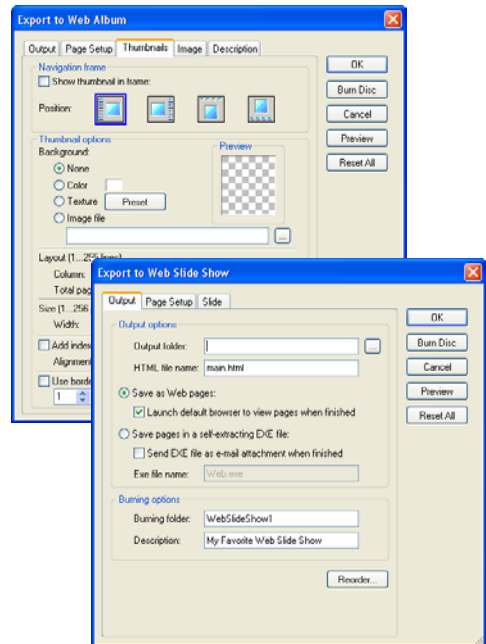 Export to Web Album
Output Page Setup Thumbnails Image Description
Navigation frame
Show thumbnail in frame:
Position:
OK
Burn Disc
Cancel
Preview
Reset All
Thumbnail options
Background:
None
Color
Texture Preset
Image file
...
Preview
Layout (1...255 lines)
Column:
Total pag
Size (1...256
Width:
Add index
Alignment
Use borde
1
Export to Web Slide Show
Output Page Setup Slide
Output options
Output folder: ...
HTML file name: main.html
Save as Web pages:
Launch default browser to view pages when finished
Save pages in a self-extracting EXE file:
Send EXE file as e-mail attachment when finished
Exe file name: Web.exe
Burning options
Burning folder: WebSlideShow1
Description: My Favorite Web Slide Show
Reorder...
OK
Burn Disc
Cancel
Preview
Reset All